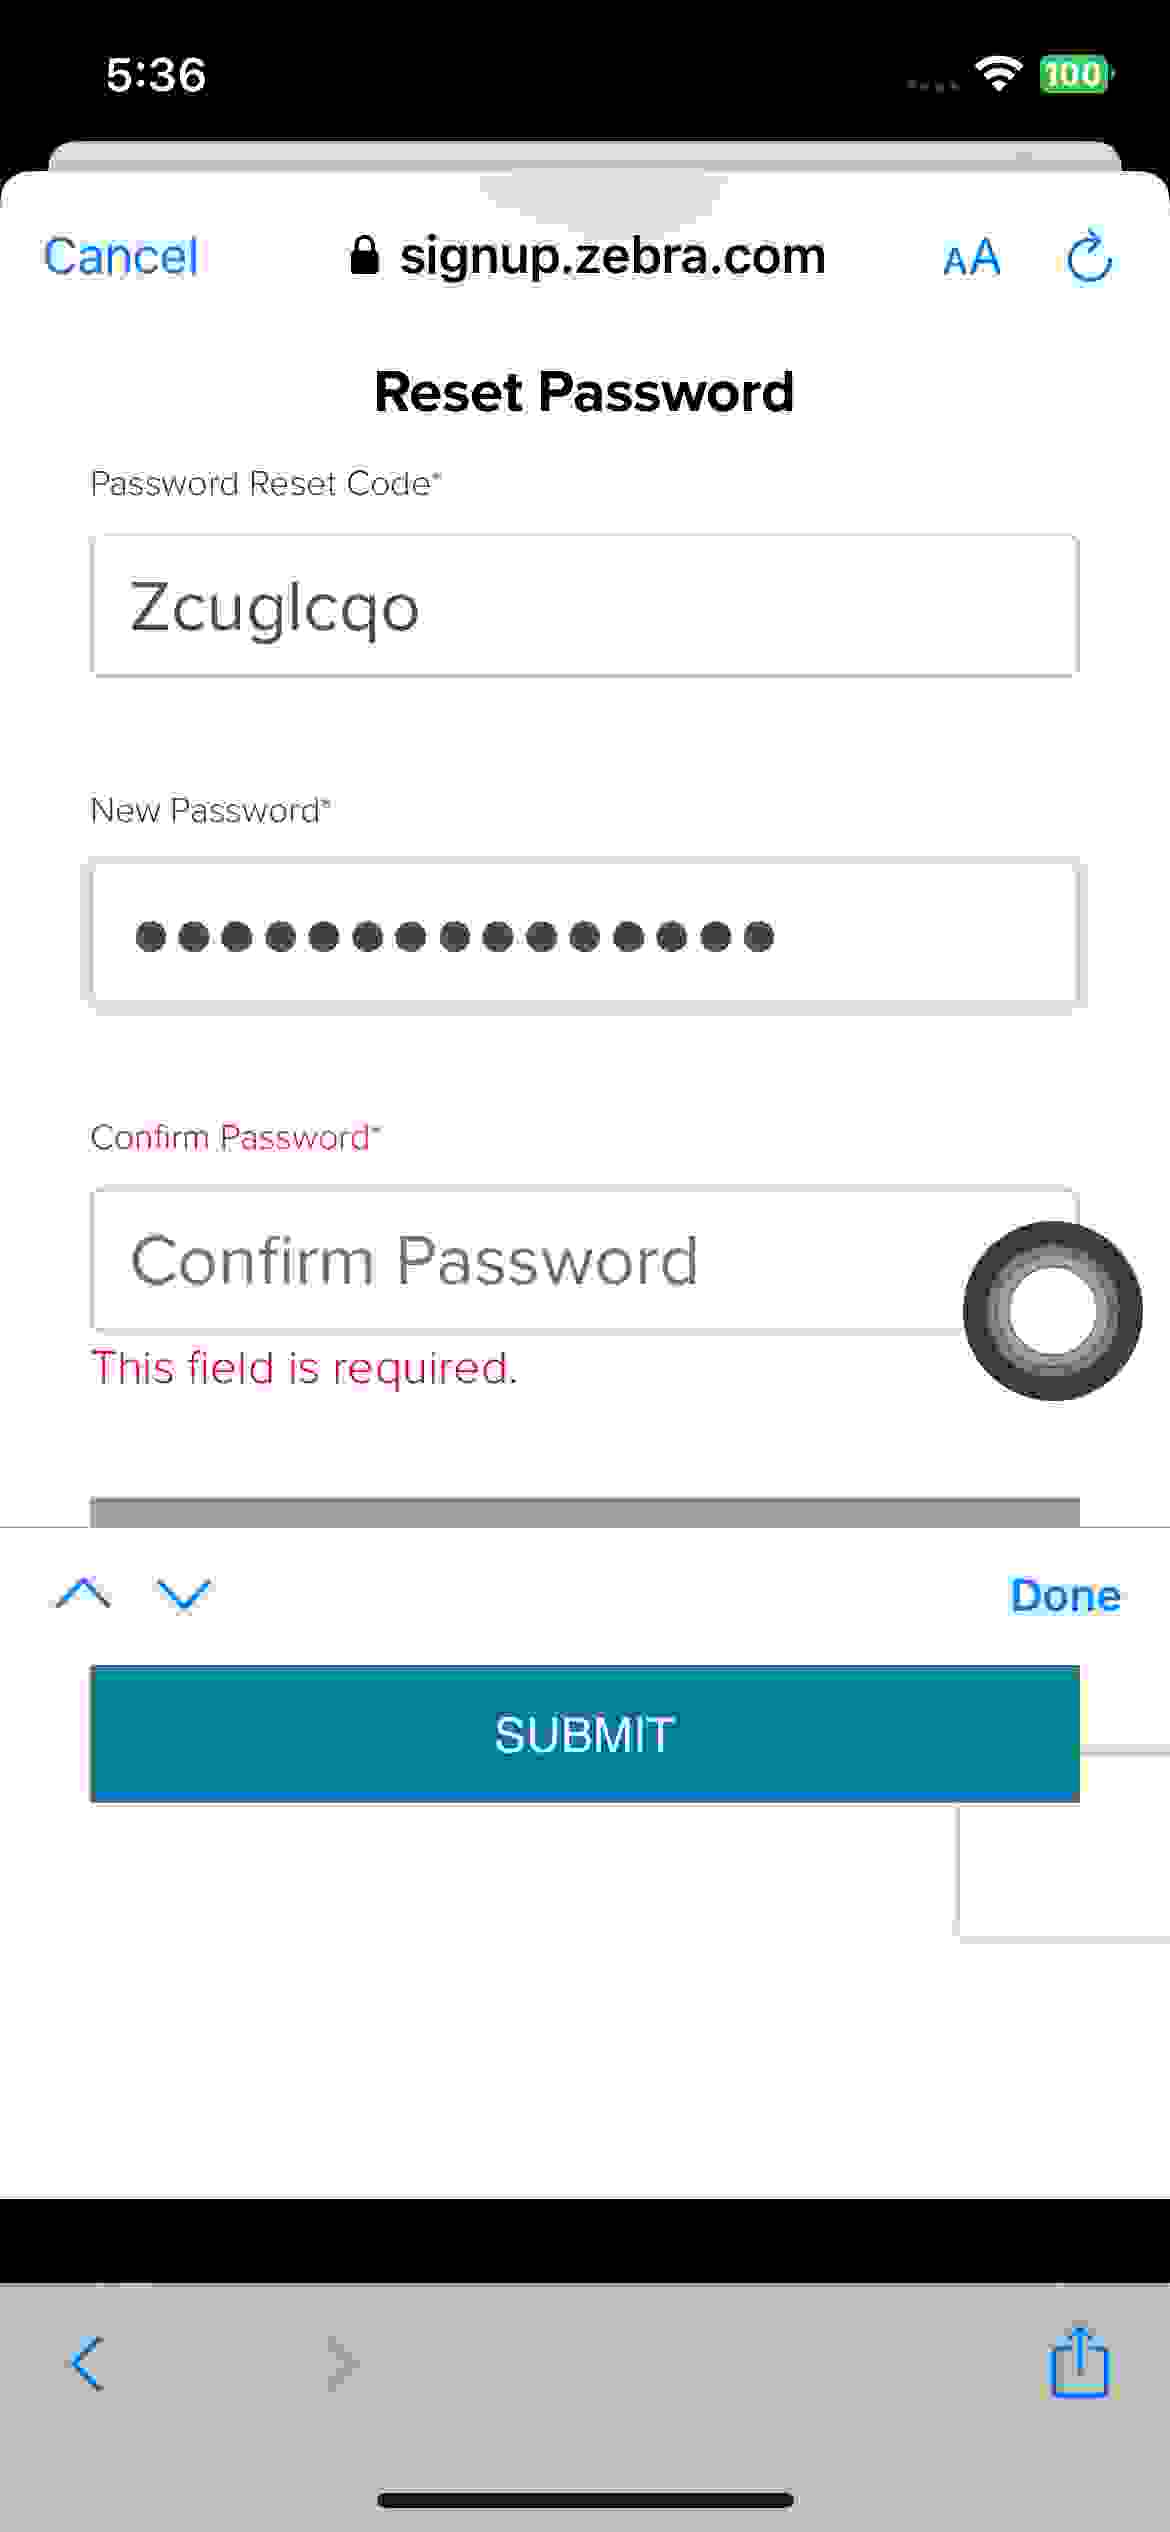 5:36
100
Cancel
signup.zebra.com
AA
Reset Password
Password Reset Code*
Zcuglcqo
New Password*
Confirm Password*
Confirm Password
This field is required.
Done
SUBMIT